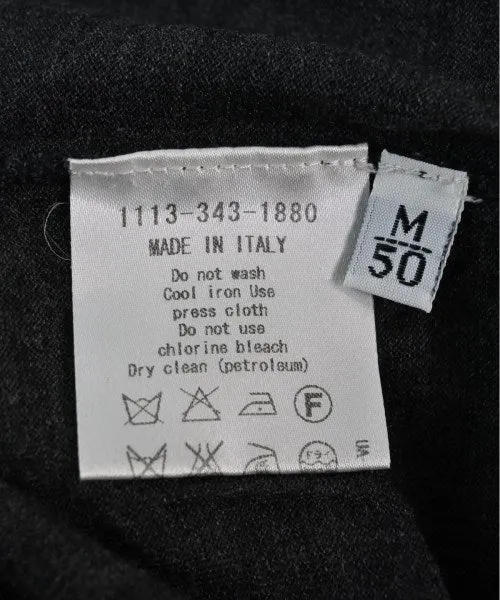 1113-343-1880
MADE IN ITALY
Do not wash
Cool iron Use
press cloth
Do not use
chlorine bleach
Dry clean (petroleum)
F
UA
M
50